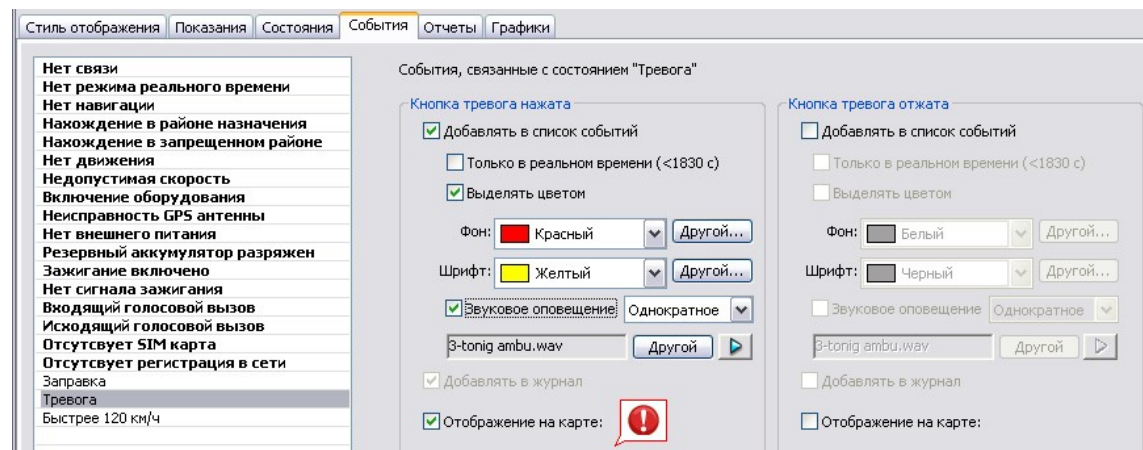 Стиль отображения Показания Состояния События Отчеты Графики
Нет связи
Нет режима реального времени
Нет навигации
Нахождение в районе назначения
Нахождение в запрещенном районе
Нет движения
Недопустимая скорость
Включение оборудования
Неисправность GPS антенны
Нет внешнего питания
Резервный аккумулятор разряжен
Зажигание включено
Нет сигнала зажигания
Входящий голосовой вызов
Исходящий голосовой вызов
Отсутсвует SIM карта
Отсутсвует регистрация в сети
Заправка
Тревога
Быстрее 120 км/ч
События, связанные с состоянием "Тревога"
Кнопка тревога нажата
Добавлять в список событий
Только в реальном времени (<1830 с)
Выделять цветом
Фон: Красный Другой...
Шрифт: Желтый Другой...
Звуковое оповещение Однократное
3-tonig ambu.wav Другой
Добавлять в журнал
Отображение на карте:
Кнопка тревога отжата
Добавлять в список событий
Только в реальном времени (<1830 с)
Выделять цветом
Фон: Белый Другой...
Шрифт: Черный Другой...
Звуковое оповещение Однократное
3-tonig ambu.wav Другой
Добавлять в журнал
Отображение на карте: